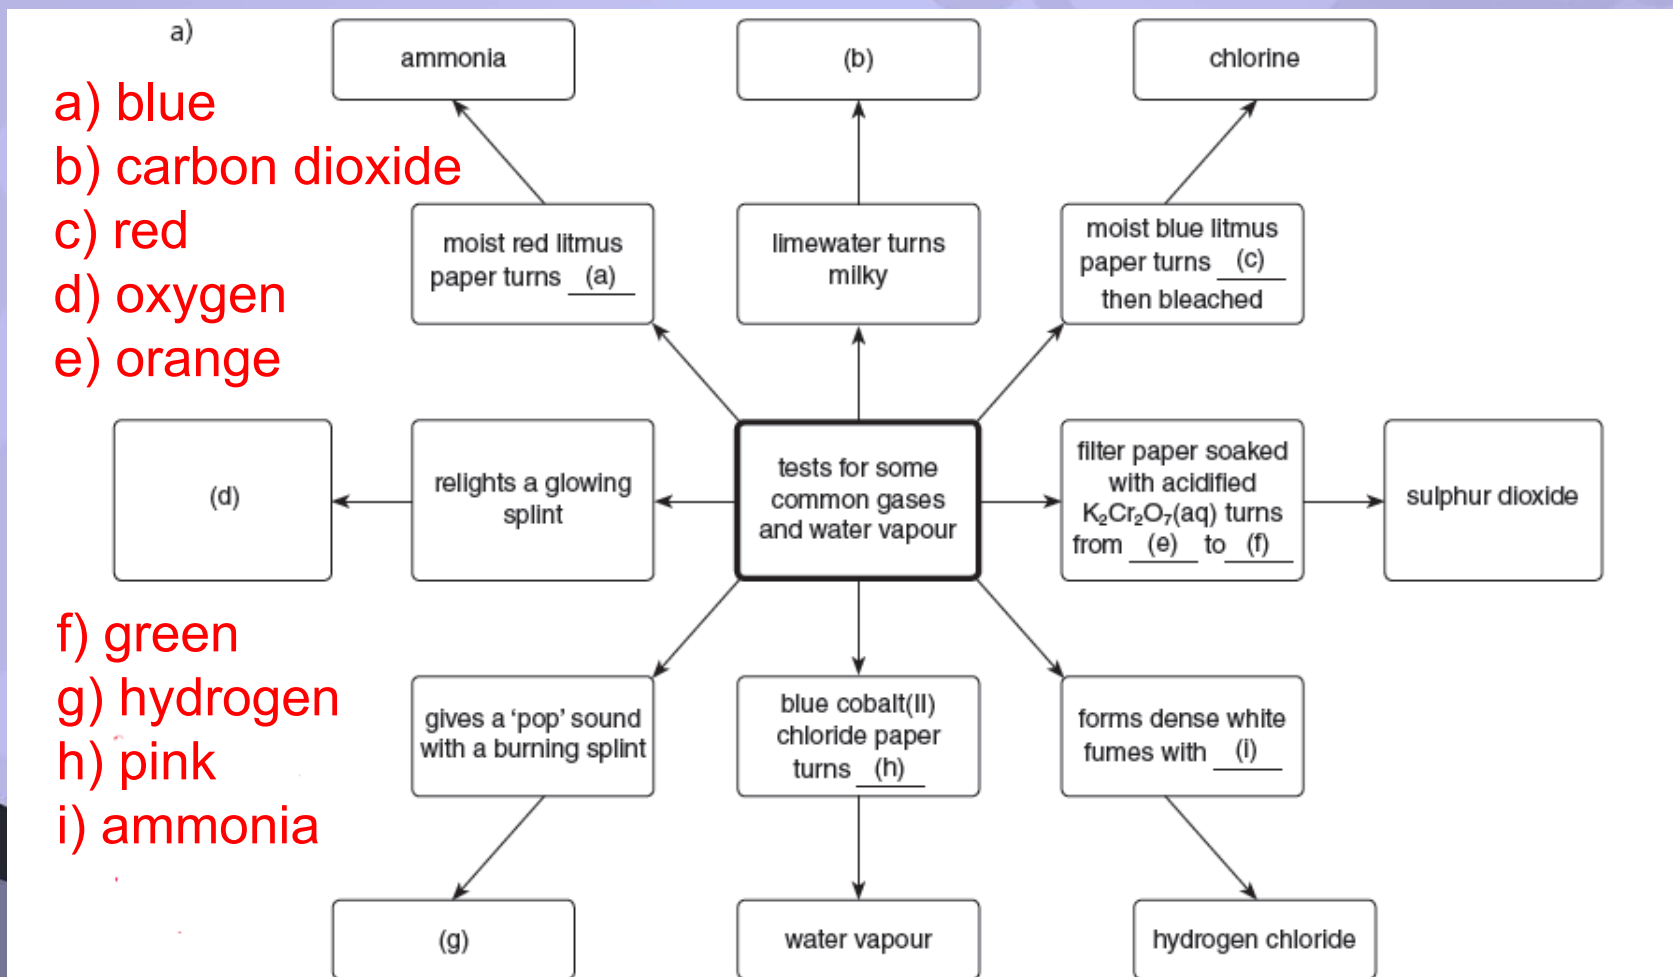 a)
a) blue
b) carbon dioxide
c) red
d) oxygen
e) orange
f) green
g) hydrogen
h) pink
i) ammonia
ammonia
(b)
chlorine
moist red litmus
paper turns (a)
limewater turns
milky
moist blue litmus
paper turns (c)
then bleached
(d)
relights a glowing
splint
tests for some
common gases
and water vapour
filter paper soaked
with acidified
K₂Cr₂O₇(aq) turns
from (e) to (f)
sulphur dioxide
gives a ‘pop’ sound
with a burning splint
blue cobalt(II)
chloride paper
turns (h)
forms dense white
fumes with (i)
(g)
water vapour
hydrogen chloride